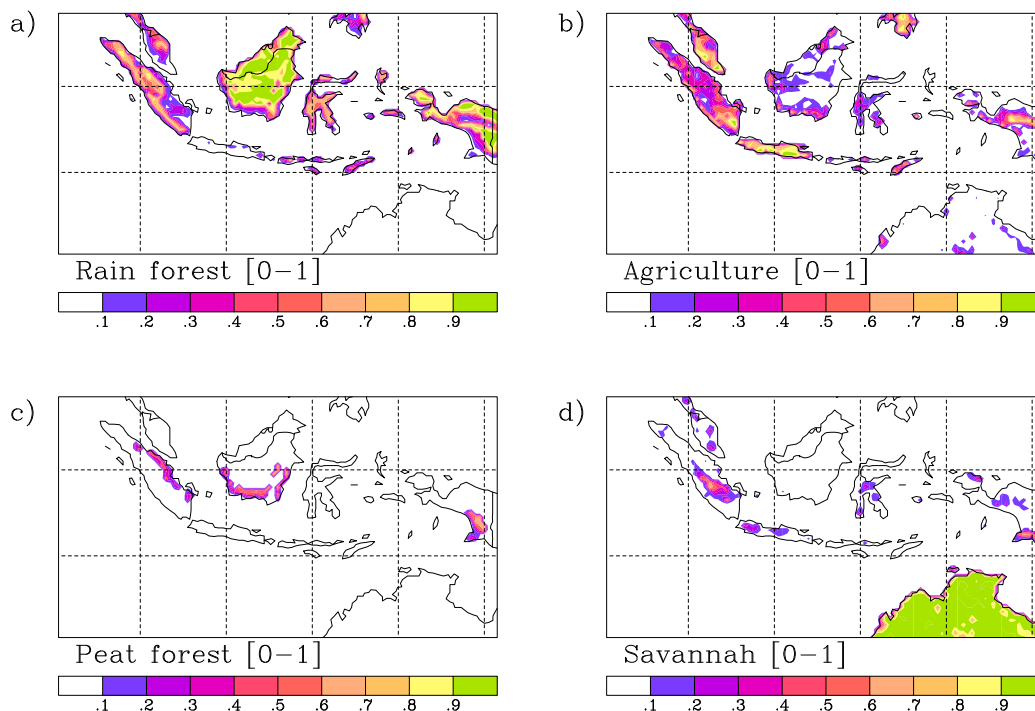 a)
b)
Rain forest [0-1]
Agriculture [0-1]
.1 .2 .3 .4 .5 .6 .7 .8 .9
.1 .2 .3 .4 .5 .6 .7 .8 .9
c)
d)
Peat forest [0-1]
Savannah [0-1]
.1 .2 .3 .4 .5 .6 .7 .8 .9
.1 .2 .3 .4 .5 .6 .7 .8 .9